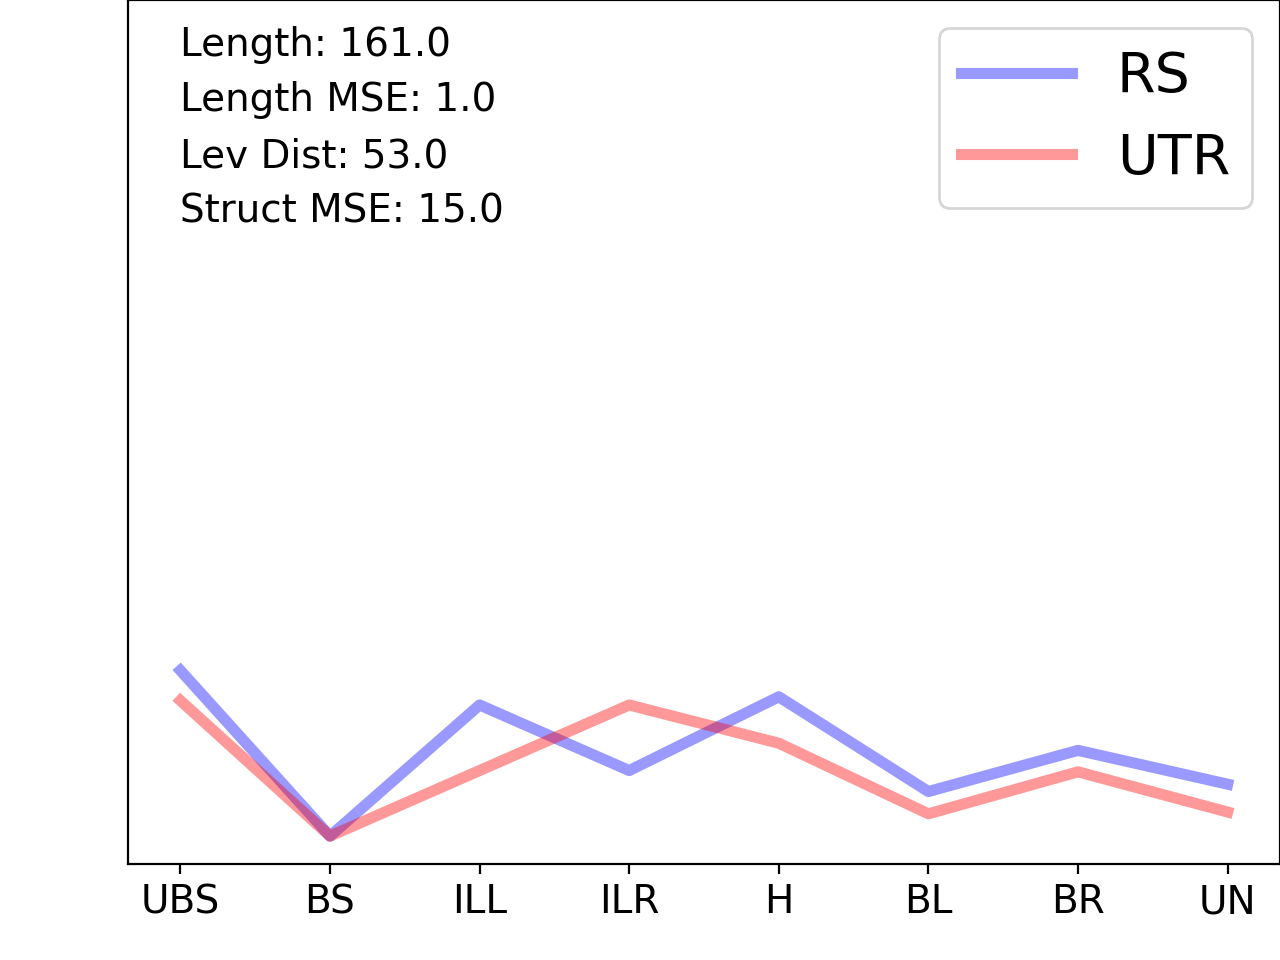 Length: 161.0
Length MSE: 1.0
Lev Dist: 53.0
Struct MSE: 15.0
RS
UTR
UBS BS ILL ILR H BL BR UN